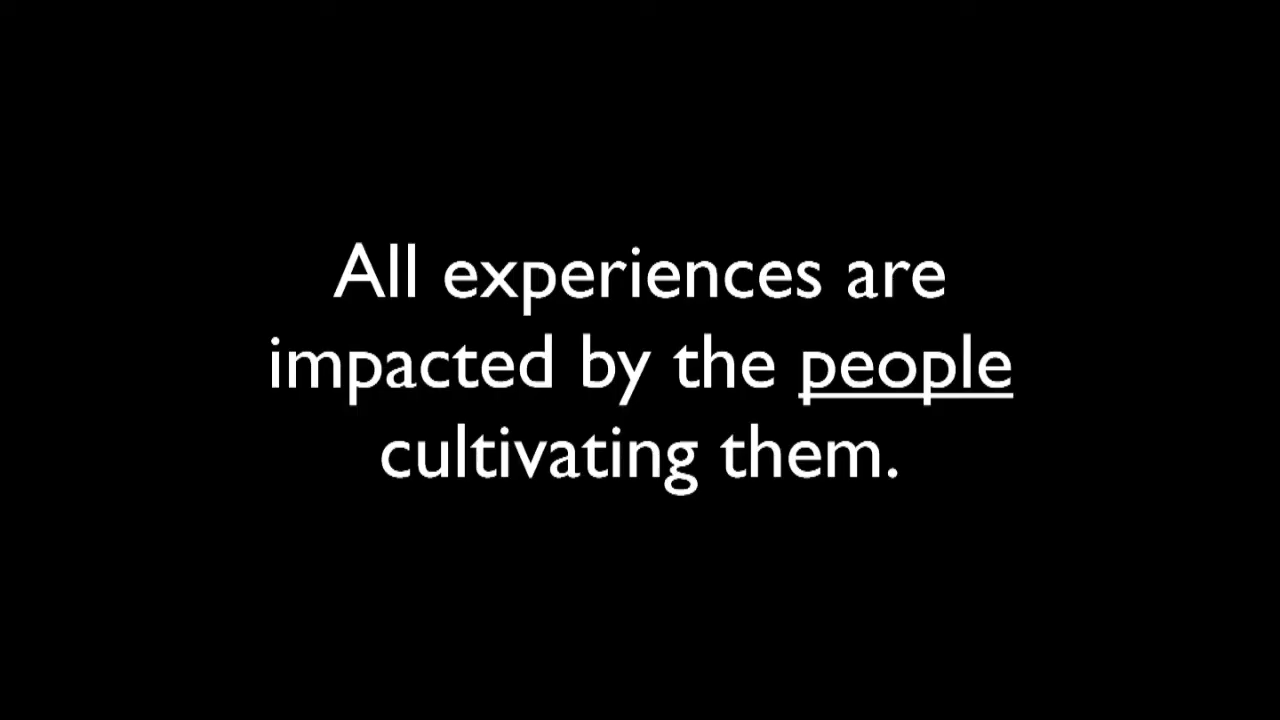 All experiences are
impacted by the people
cultivating them.